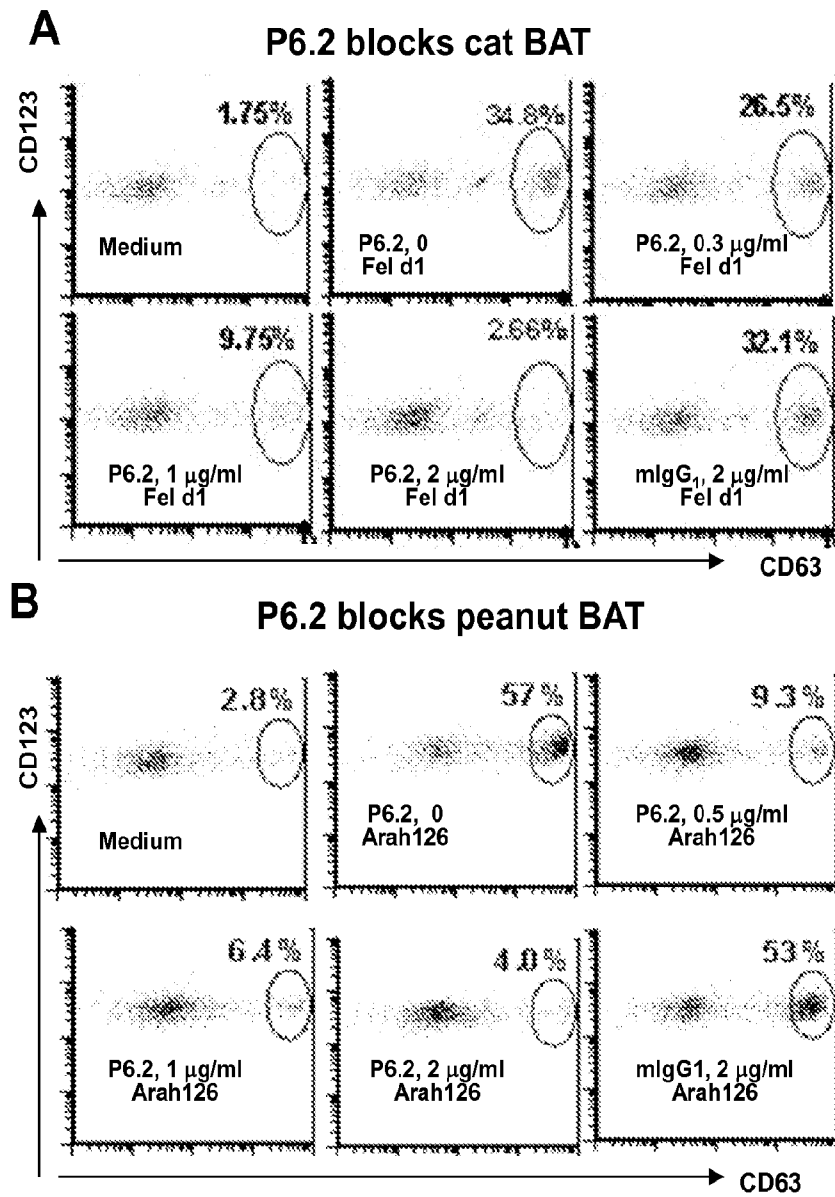 A
P6.2 blocks cat BAT
CD123
1.75%
Medium
34.8%
P6.2, 0
Fel d1
26.5%
P6.2, 0.3 μg/ml
Fel d1
9.75%
P6.2, 1 μg/ml
Fel d1
2.66%
P6.2, 2 μg/ml
Fel d1
32.1%
mIgG₁, 2 μg/ml
Fel d1
CD63
B
P6.2 blocks peanut BAT
CD123
2.8%
Medium
57%
P6.2, 0
Arah126
9.3%
P6.2, 0.5 μg/ml
Arah126
6.4%
P6.2, 1 μg/ml
Arah126
4.0%
P6.2, 2 μg/ml
Arah126
53%
mIgG1, 2 μg/ml
Arah126
CD63